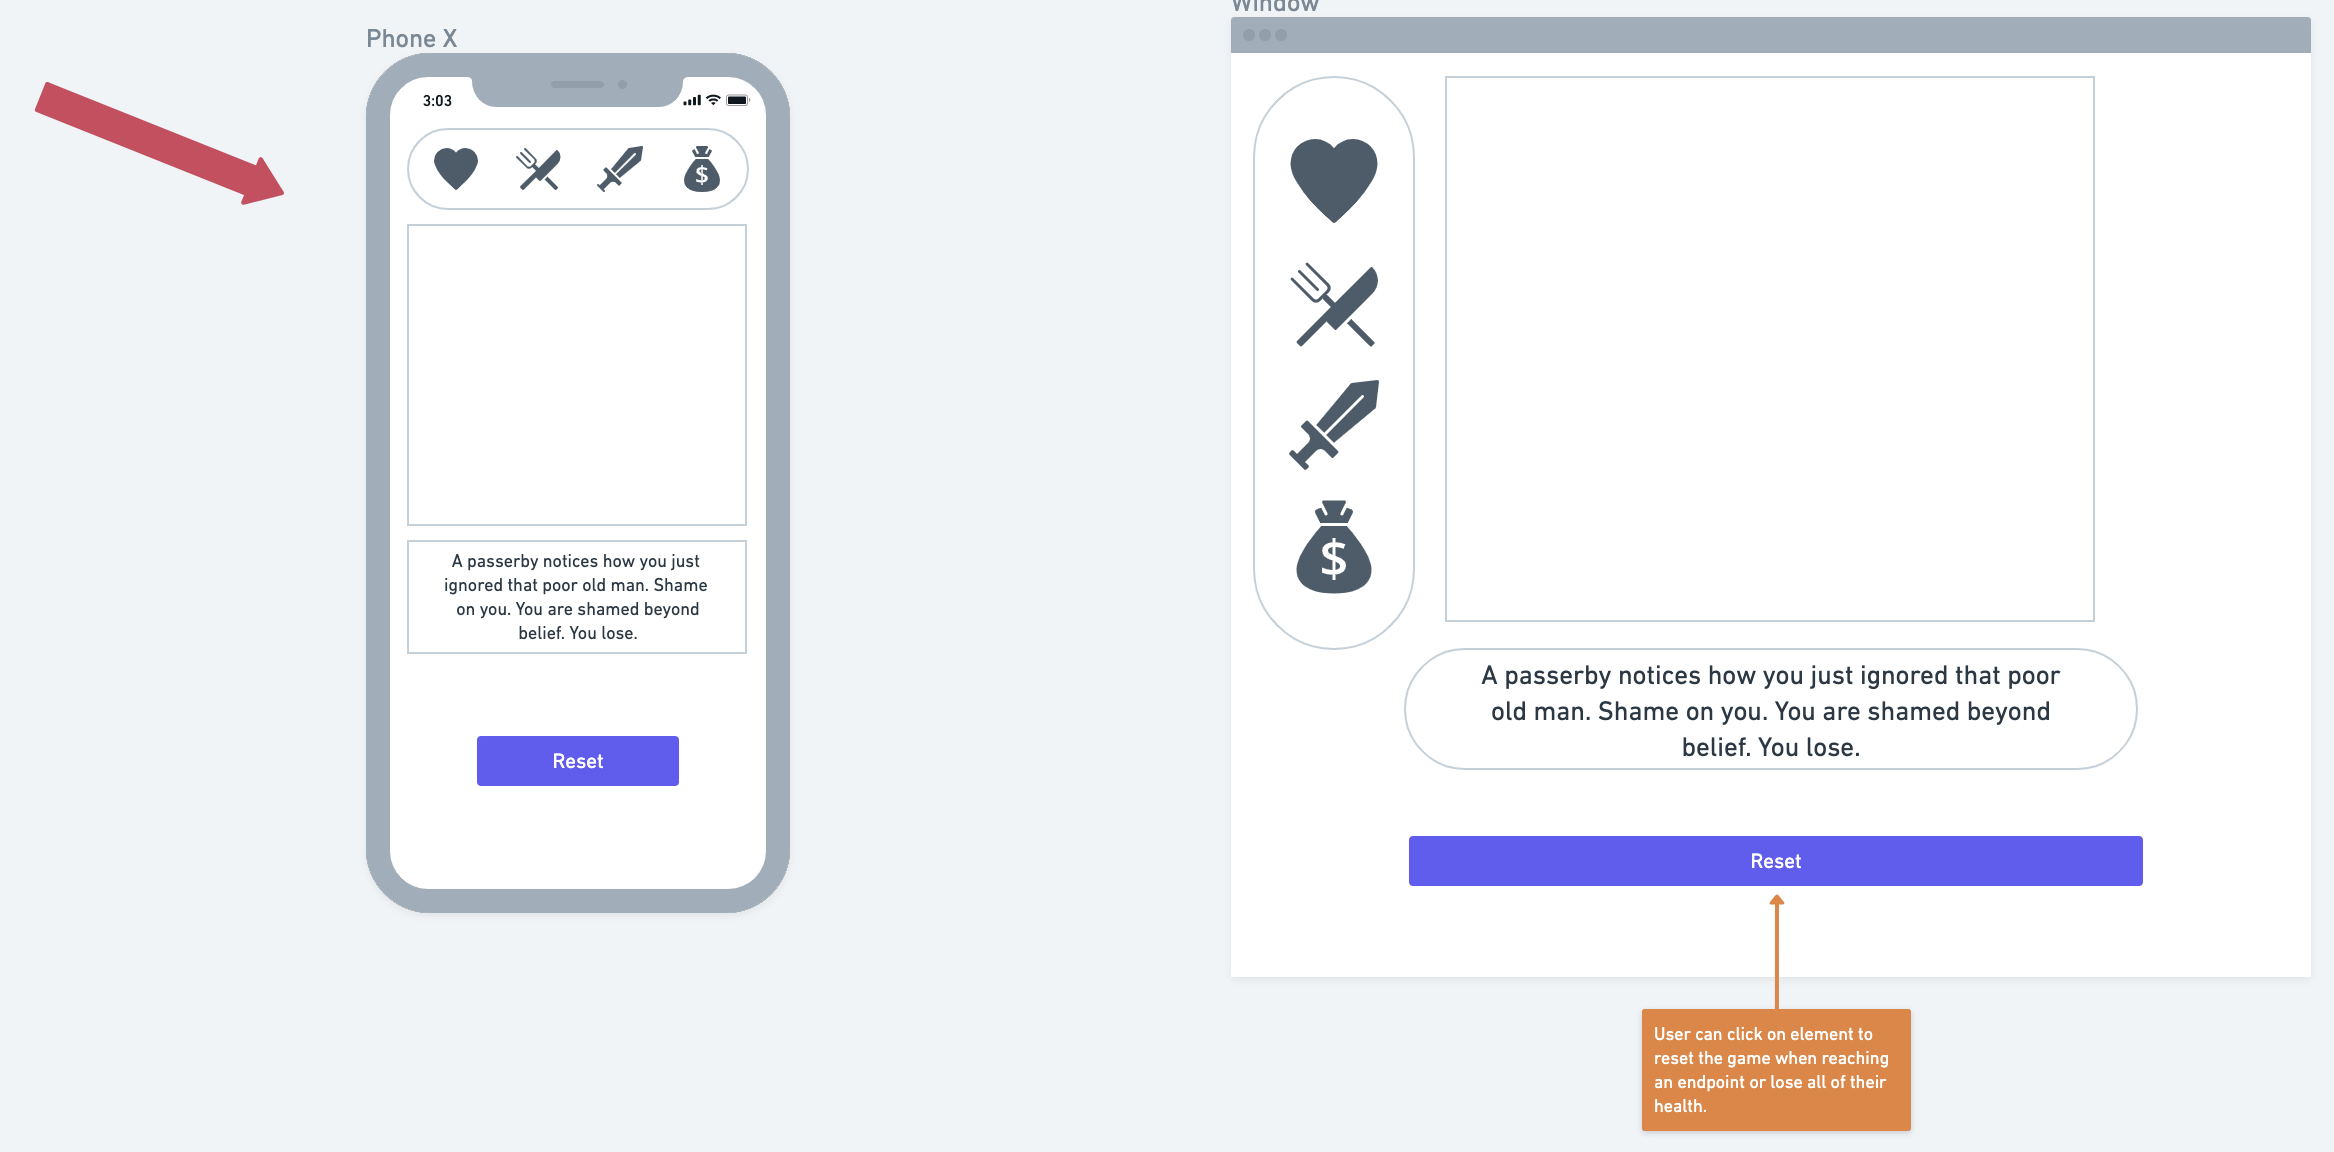 Phone X
3:03
$
A passerby notices how you just
ignored that poor old man. Shame
on you. You are shamed beyond
belief. You lose.
Reset
Window
$
A passerby notices how you just ignored that poor
old man. Shame on you. You are shamed beyond
belief. You lose.
Reset
User can click on element to
reset the game when reaching
an endpoint or lose all of their
health.